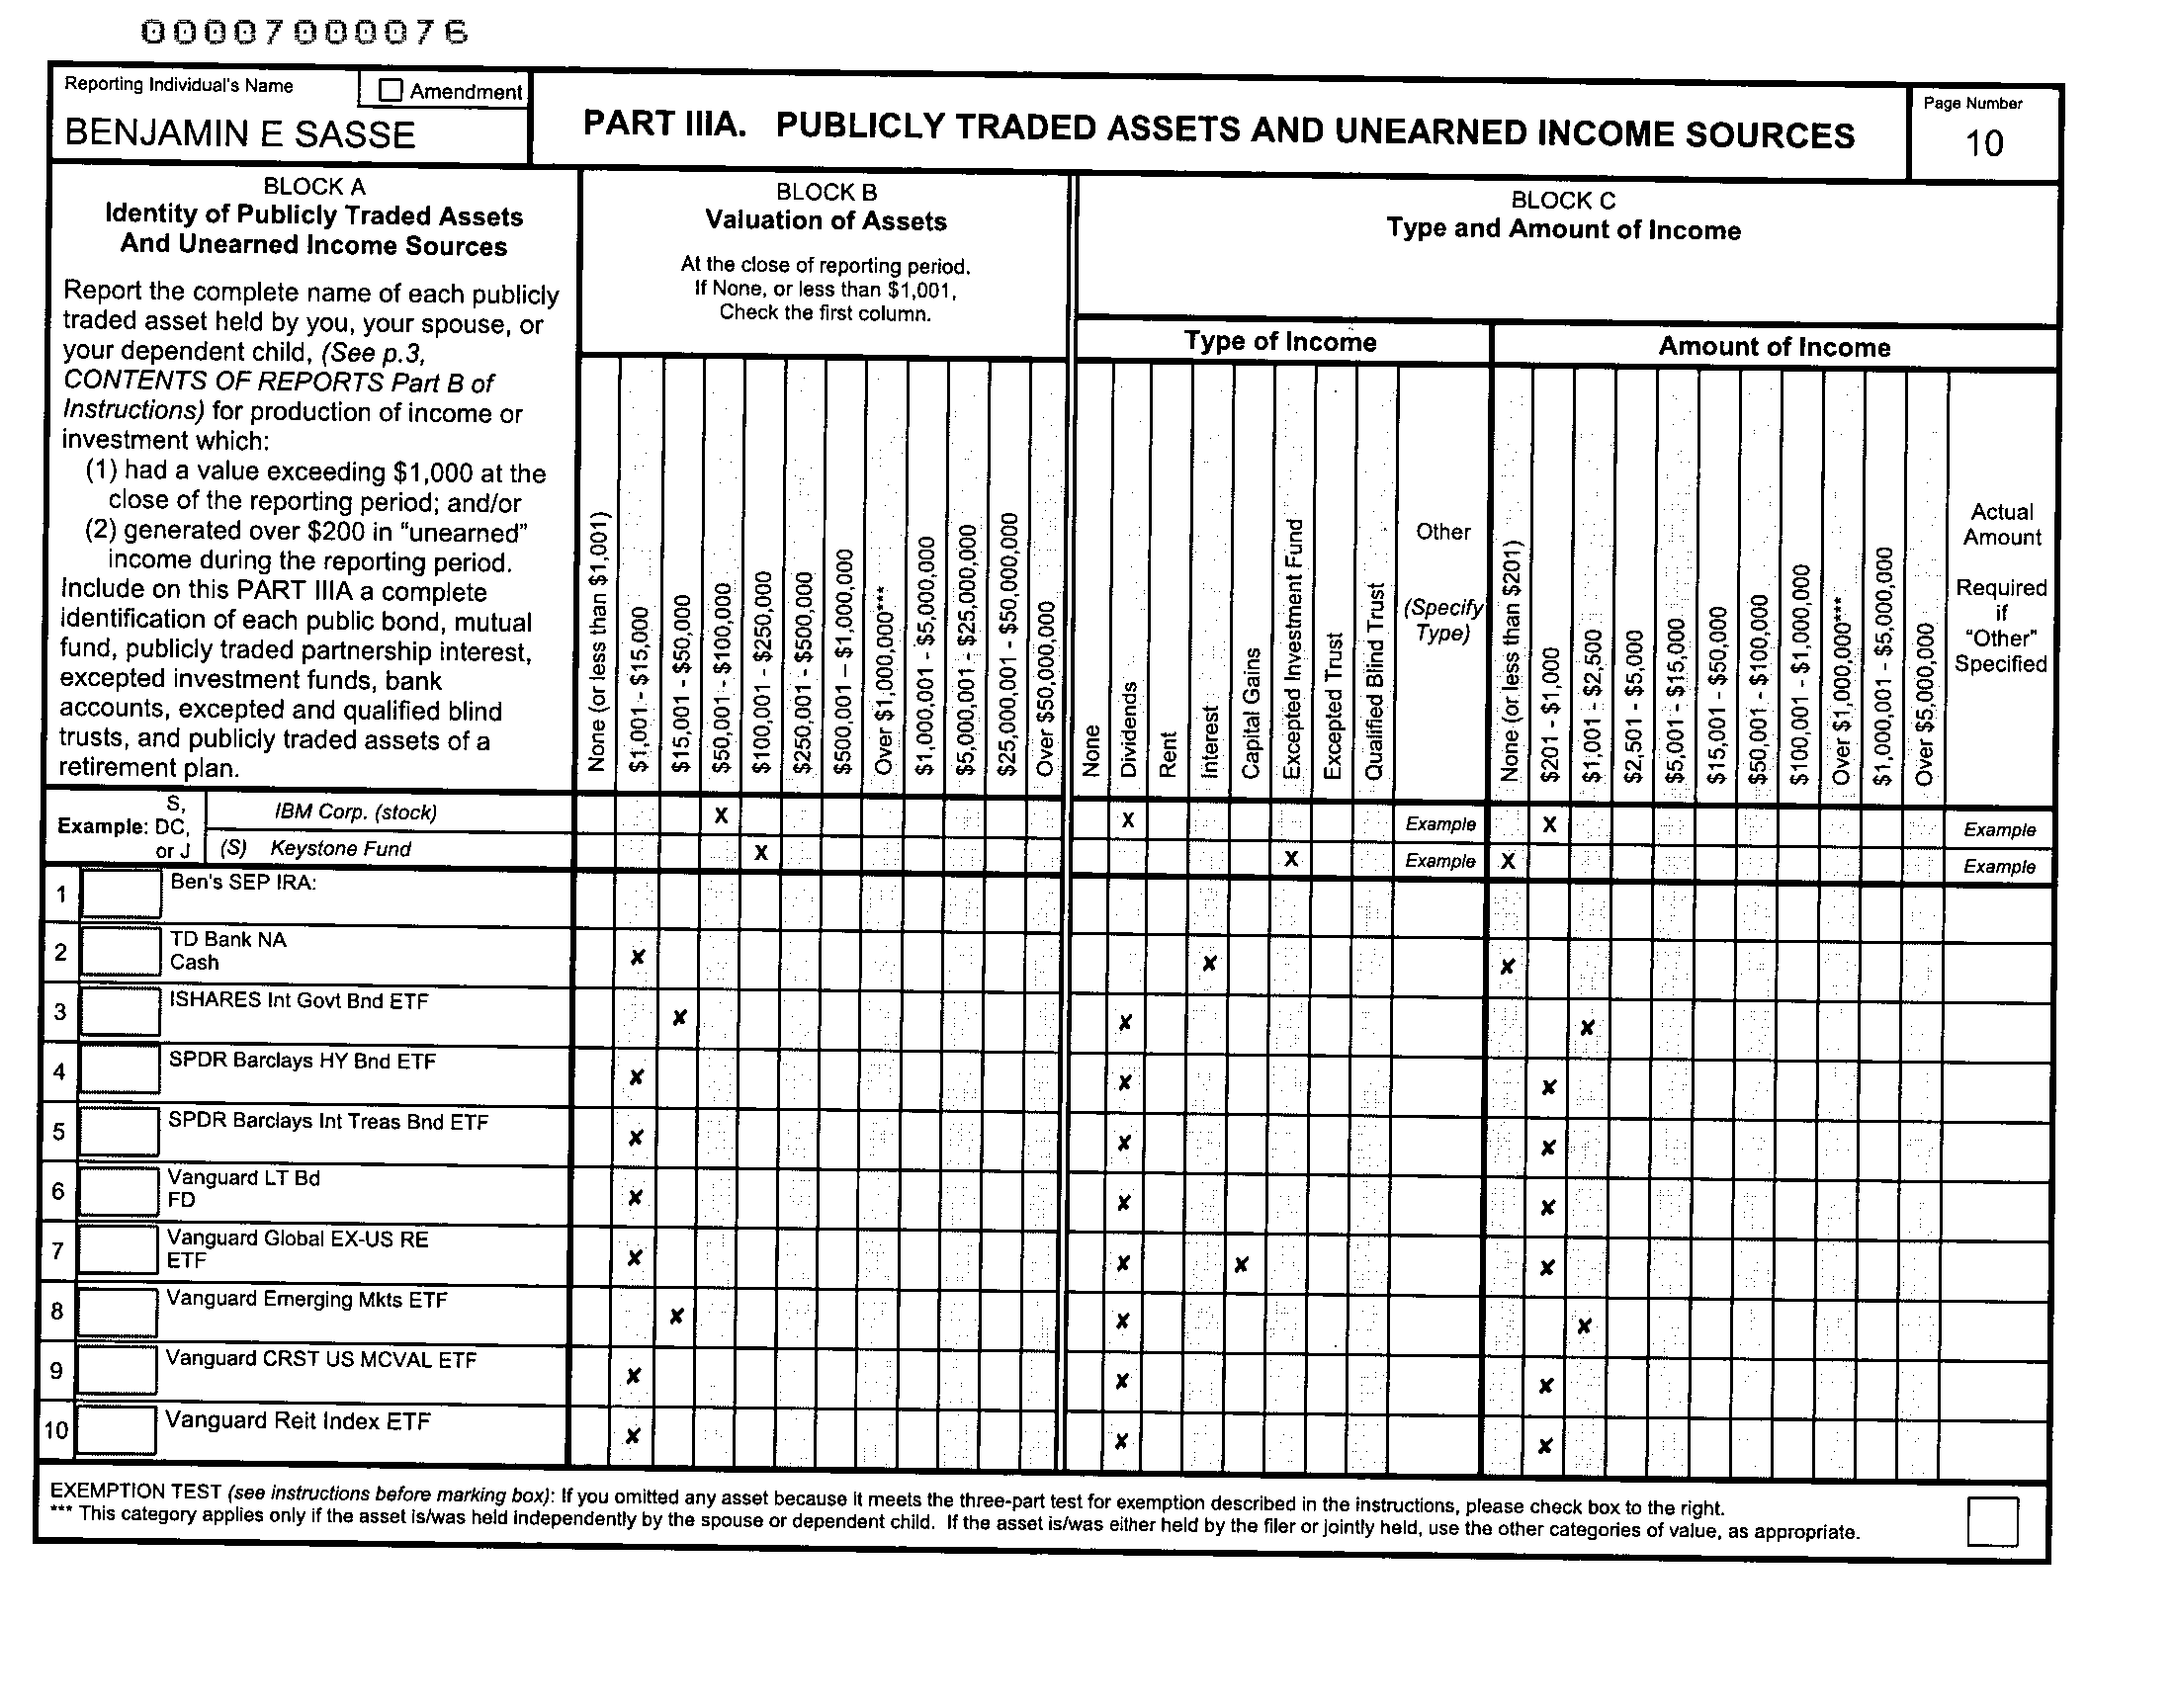 00007000076
Reporting Individual's Name
Amendment
BENJAMIN E SASSE
PART IIIA. PUBLICLY TRADED ASSETS AND UNEARNED INCOME SOURCES
Page Number
10
BLOCK A
Identity of Publicly Traded Assets
And Unearned Income Sources
Report the complete name of each publicly
traded asset held by you, your spouse, or
your dependent child, (See p.3,
CONTENTS OF REPORTS Part B of
Instructions) for production of income or
investment which:
(1) had a value exceeding $1,000 at the
close of the reporting period; and/or
(2) generated over $200 in "unearned"
income during the reporting period.
Include on this PART IIIA a complete
identification of each public bond, mutual
fund, publicly traded partnership interest,
excepted investment funds, bank
accounts, excepted and qualified blind
trusts, and publicly traded assets of a
retirement plan.
BLOCK B
Valuation of Assets
At the close of reporting period.
If None, or less than $1,001,
Check the first column.
None (or less than $1,001)
$1,001 - $15,000
$15,001 - $50,000
$50,001 - $100,000
$100,001 - $250,000
$250,001 - $500,000
$500,001 – $1,000,000
Over $1,000,000***
$1,000,001 - $5,000,000
$5,000,001 - $25,000,000
$25,000,001 - $50,000,000
Over $50,000,000
BLOCK C
Type and Amount of Income
Type of Income
None
Dividends
Rent
Interest
Capital Gains
Excepted Investment Fund
Excepted Trust
Qualified Blind Trust
Other
(Specify
Type)
Amount of Income
None (or less than $201)
$201 - $1,000
$1,001 - $2,500
$2,501 - $5,000
$5,001 - $15,000
$15,001 - $50,000
$50,001 - $100,000
$100,001 - $1,000,000
Over $1,000,000***
$1,000,001 - $5,000,000
Over $5,000,000
Actual
Amount
Required
if
"Other"
Specified
Example: S, DC, or J
IBM Corp. (stock) X X Example X Example
(S) Keystone Fund X X Example X Example
1 Ben's SEP IRA:
2 TD Bank NA
Cash X X X
3 ISHARES Int Govt Bnd ETF X X X
4 SPDR Barclays HY Bnd ETF X X X
5 SPDR Barclays Int Treas Bnd ETF X X X
6 Vanguard LT Bd
FD X X X
7 Vanguard Global EX-US RE
ETF X X X X
8 Vanguard Emerging Mkts ETF X X X
9 Vanguard CRST US MCVAL ETF X X X
10 Vanguard Reit Index ETF X X X
EXEMPTION TEST (see instructions before marking box): If you omitted any asset because it meets the three-part test for exemption described in the instructions, please check box to the right.
*** This category applies only if the asset is/was held independently by the spouse or dependent child. If the asset is/was either held by the filer or jointly held, use the other categories of value, as appropriate.